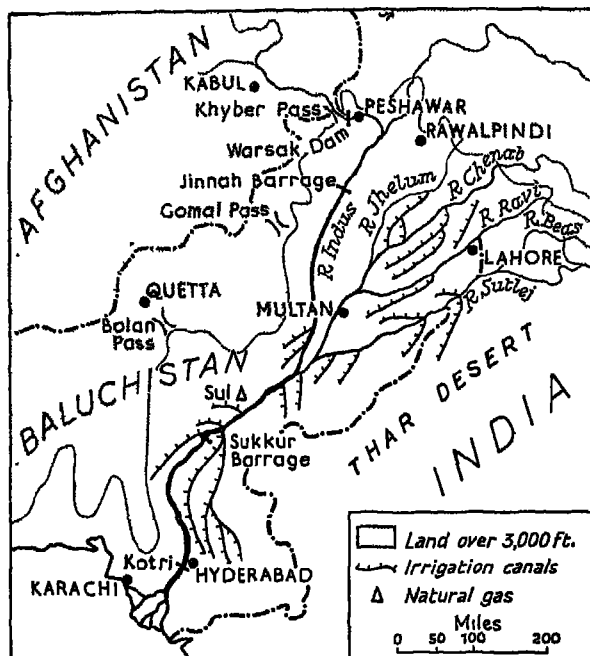 AFGHANISTAN
KABUL
Khyber Pass
PESHAWAR
Warsak Dam
RAWALPINDI
Jinnah Barrage
Gomal Pass
R. Indus
R. Jhelum
R. Chenab
R. Ravi
R. Beas
LAHORE
R. Sutlej
QUETTA
MULTAN
Bolan
Pass
BALUCHISTAN
Sui
THAR DESERT
INDIA
Sukkur
Barrage
Kotri
HYDERABAD
KARACHI
Land over 3,000 Ft.
Irrigation canals
Natural gas
Miles
0 50 100 200